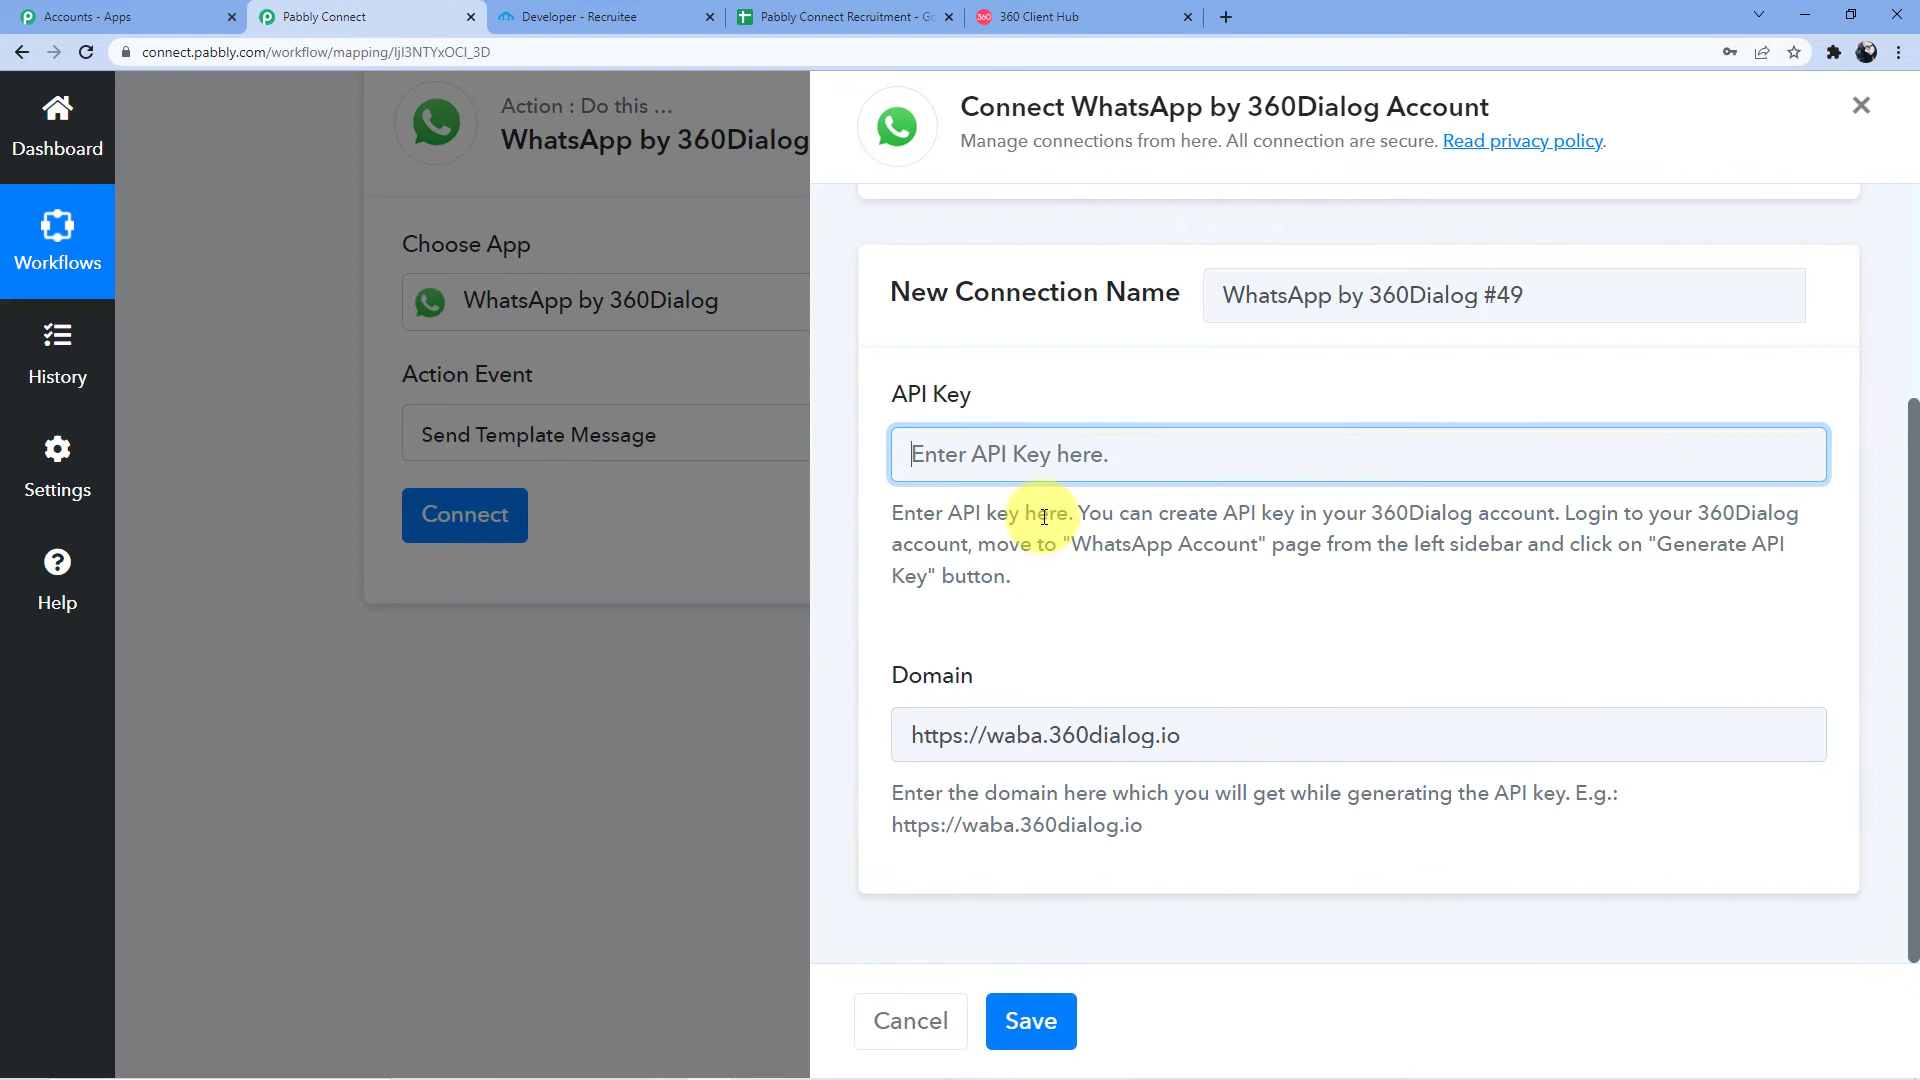 Accounts - Apps
Pabbly Connect
Developer - Recruitee
Pabbly Connect Recruitment - Go
360 Client Hub
connect.pabbly.com/workflow/mapping/IjI3NTYxOCI_3D
Dashboard
Workflows
History
Settings
Help
Action : Do this ...
WhatsApp by 360Dialog
Choose App
WhatsApp by 360Dialog
Action Event
Send Template Message
Connect
Connect WhatsApp by 360Dialog Account
Manage connections from here. All connection are secure. Read privacy policy.
New Connection Name
WhatsApp by 360Dialog #49
API Key
Enter API Key here.
Enter API key here. You can create API key in your 360Dialog account. Login to your 360Dialog
account, move to "WhatsApp Account" page from the left sidebar and click on "Generate API
Key" button.
Domain
https://waba.360dialog.io
Enter the domain here which you will get while generating the API key. E.g.:
https://waba.360dialog.io
Cancel
Save